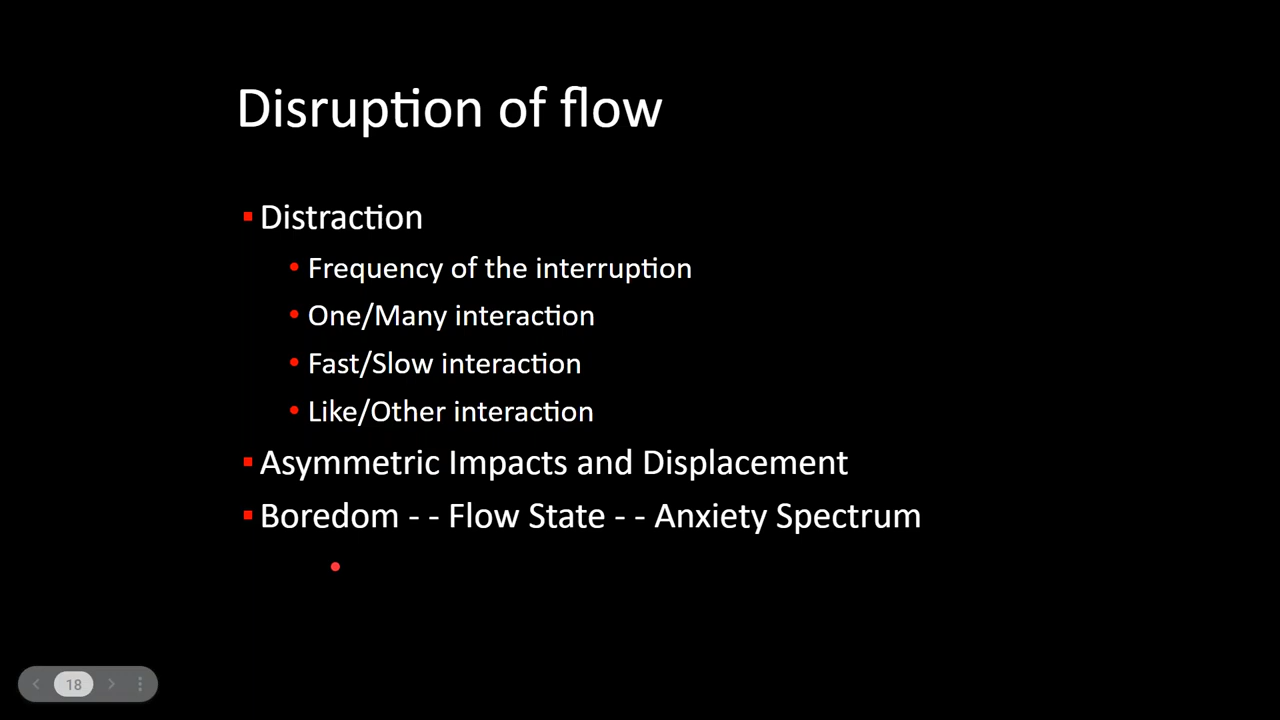 Disruption of flow
Distraction
Frequency of the interruption
One/Many interaction
Fast/Slow interaction
Like/Other interaction
Asymmetric Impacts and Displacement
Boredom - - Flow State - - Anxiety Spectrum
18